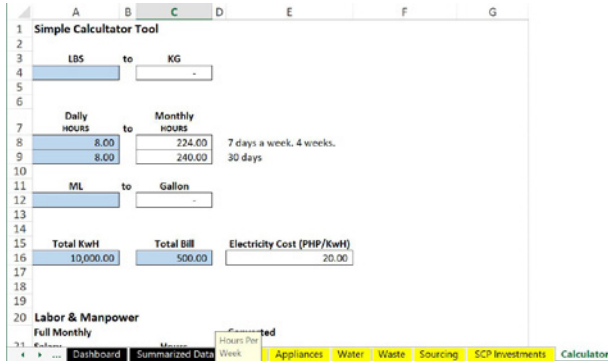 A B C D E F G
1 Simple Calcultator Tool
2
3 LBS to KG
4 -
5
6
7 Daily HOURS to Monthly HOURS
8 8.00 224.00 7 days a week. 4 weeks.
9 8.00 240.00 30 days
10
11 ML to Gallon
12 -
13
14
15 Total KwH Total Bill Electricity Cost (PHP/KwH)
16 10,000.00 500.00 20.00
17
18
19
20 Labor & Manpower
Full Monthly
21
Hours Per
Week
... Dashboard Summarized Data Appliances Water Waste Sourcing SCP Investments Calculator